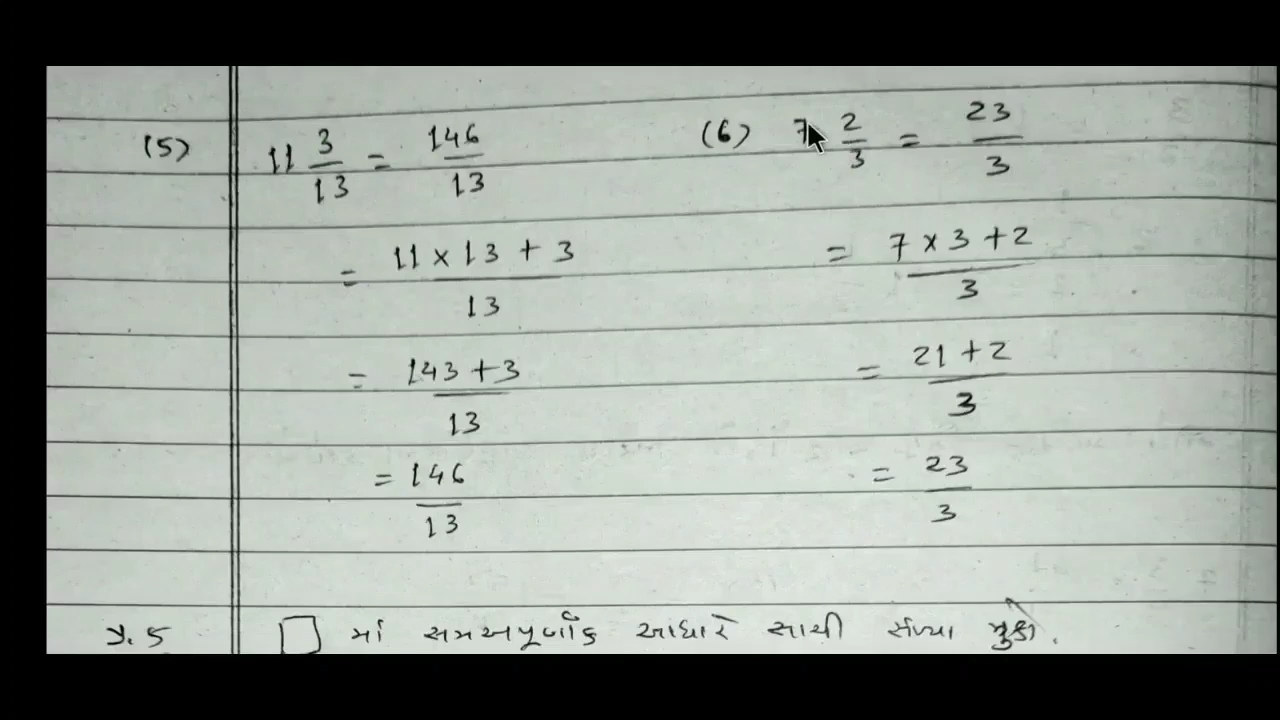 (5) 11 3/13 = 146/13
= 11 × 13 + 3 / 13
= 143 + 3 / 13
= 146 / 13
(6) 7 2/3 = 23/3
= 7 × 3 + 2 / 3
= 21 + 2 / 3
= 23 / 3
પ્ર. ૬ □ માં સમઅપૂર્ણાંક આધારે સાચી સંખ્યા મુકો.